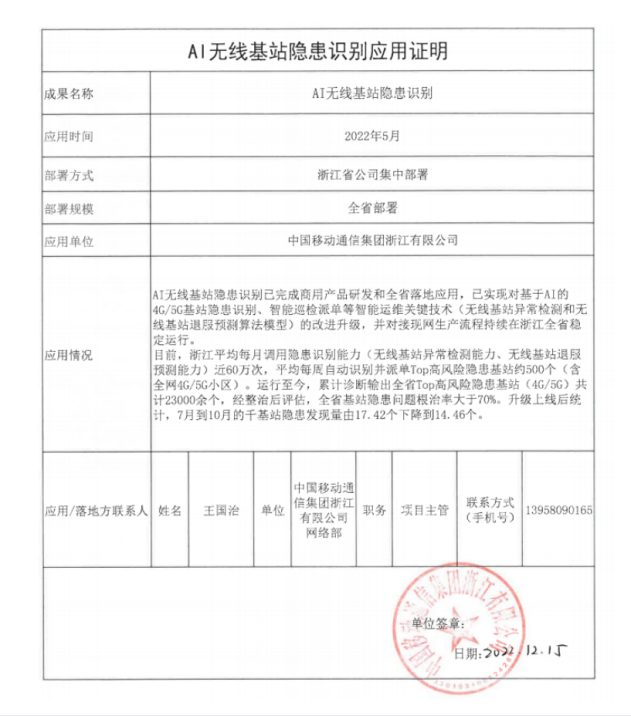 AI无线基站隐患识别应用证明
成果名称 AI无线基站隐患识别
应用时间 2022年5月
部署方式 浙江省公司集中部署
部署规模 全省部署
应用单位 中国移动通信集团浙江有限公司
应用情况
AI无线基站隐患识别已完成商用产品研发和全省落地应用，已实现对基于AI的
4G/5G基站隐患识别、智能巡检派单等智能运维关键技术（无线基站异常检测和无
线基站退服预测算法模型）的改进升级，并对接现网生产流程持续在浙江全省稳
定运行。
目前，浙江平均每月调用隐患识别能力（无线基站异常检测能力、无线基站退服
预测能力）近60万次，平均每周自动识别并派单Top高风险隐患基站约500个（含
全网4G/5G小区）。运行至今，累计诊断输出全省Top高风险隐患基站（4G/5G）共
计23000余个，经整治后评估，全省基站隐患问题根治率大于70%。升级上线后统
计，7月到10月的千基站隐患发现量由17.42个下降到14.46个。
应用/落地方联系人 姓名 王国治 单位
中国移动通
信集团浙江
有限公司
网络部
职务 项目主管
联系方式
（手机号）
13958090165
中国移动通信集团浙江有限公司
单位签章：
日期：2022.12.15